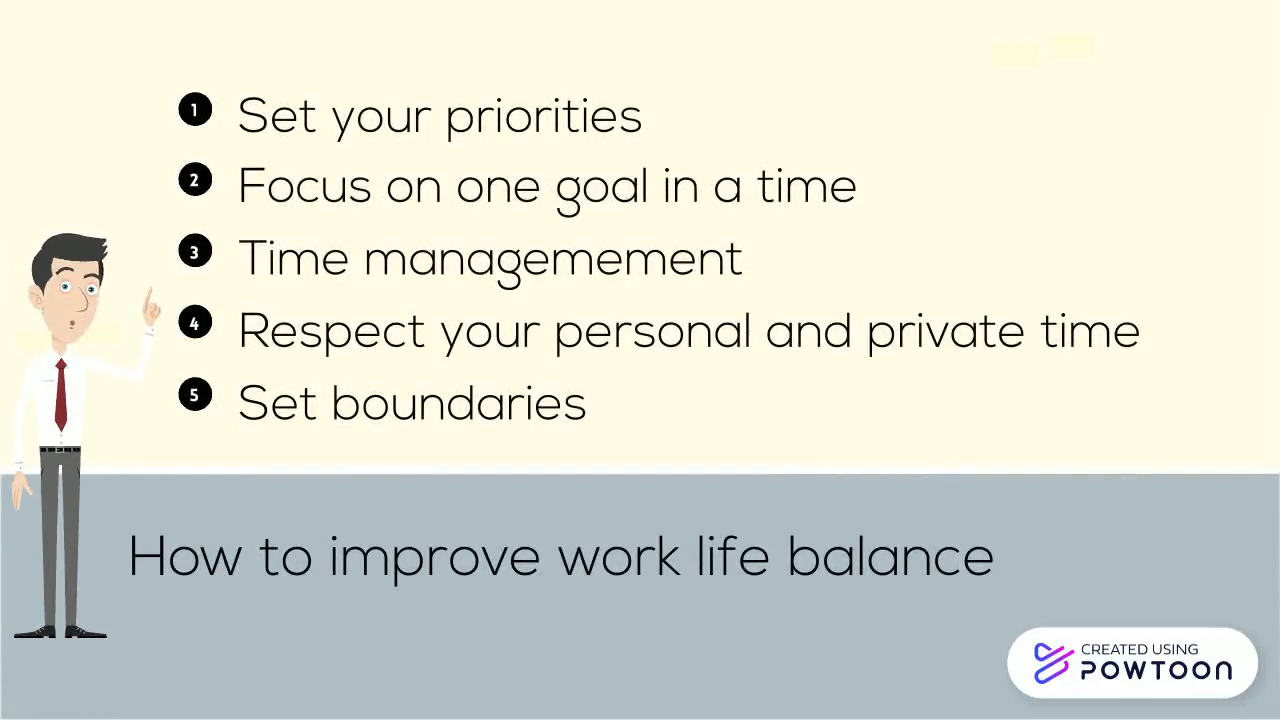 1 Set your priorities
2 Focus on one goal in a time
3 Time managemement
4 Respect your personal and private time
5 Set boundaries
How to improve work life balance
CREATED USING
POWTOON